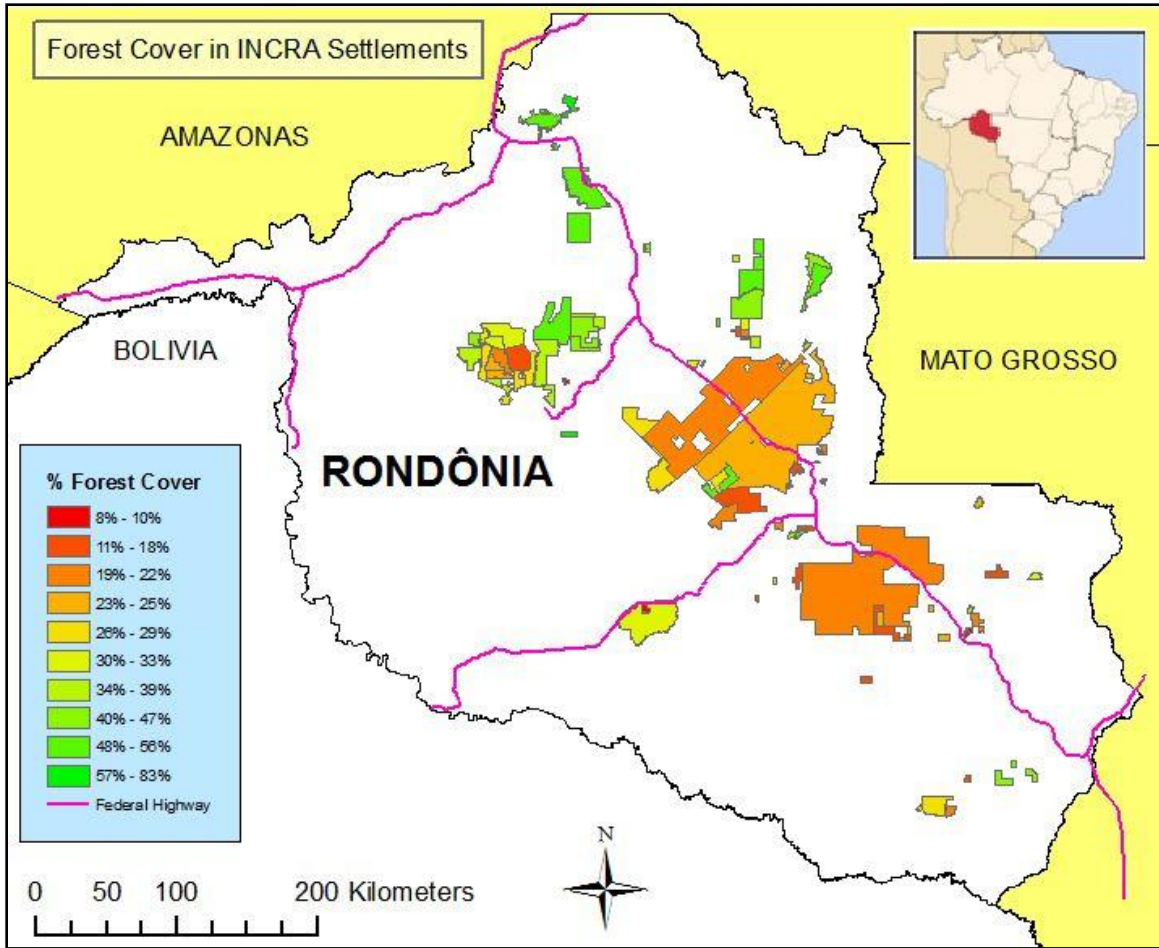 Forest Cover in INCRA Settlements
AMAZONAS
BOLIVIA
MATO GROSSO
RONDÔNIA
% Forest Cover
8% - 10%
11% - 18%
19% - 22%
23% - 25%
26% - 29%
30% - 33%
34% - 39%
40% - 47%
48% - 56%
57% - 83%
Federal Highway
N
0 50 100 200 Kilometers